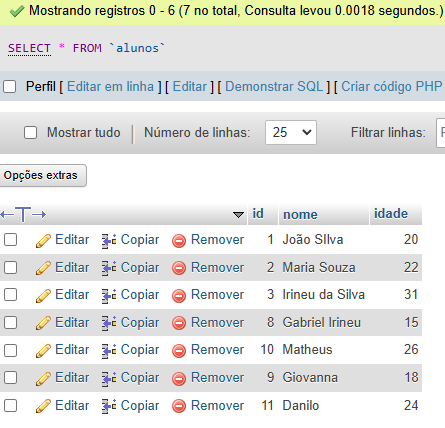 Mostrando registros 0 - 6 (7 no total, Consulta levou 0.0018 segundos.)
SELECT * FROM `alunos`
Perfil [ Editar em linha ] [ Editar ] [ Demonstrar SQL ] [ Criar código PHP
Mostrar tudo | Número de linhas: 25 Filtrar linhas:
Opções extras
←T→ id nome idade
Editar Copiar Remover 1 João SIlva 20
Editar Copiar Remover 2 Maria Souza 22
Editar Copiar Remover 3 Irineu da Silva 31
Editar Copiar Remover 8 Gabriel Irineu 15
Editar Copiar Remover 10 Matheus 26
Editar Copiar Remover 9 Giovanna 18
Editar Copiar Remover 11 Danilo 24